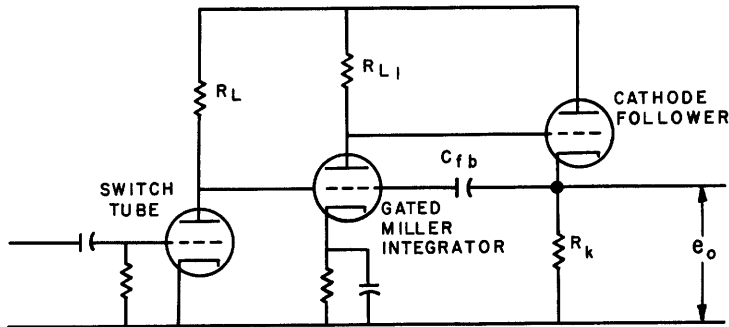 R_L
R_L1
CATHODE
FOLLOWER
C_fb
SWITCH
TUBE
GATED
MILLER
INTEGRATOR
R_k
e_o